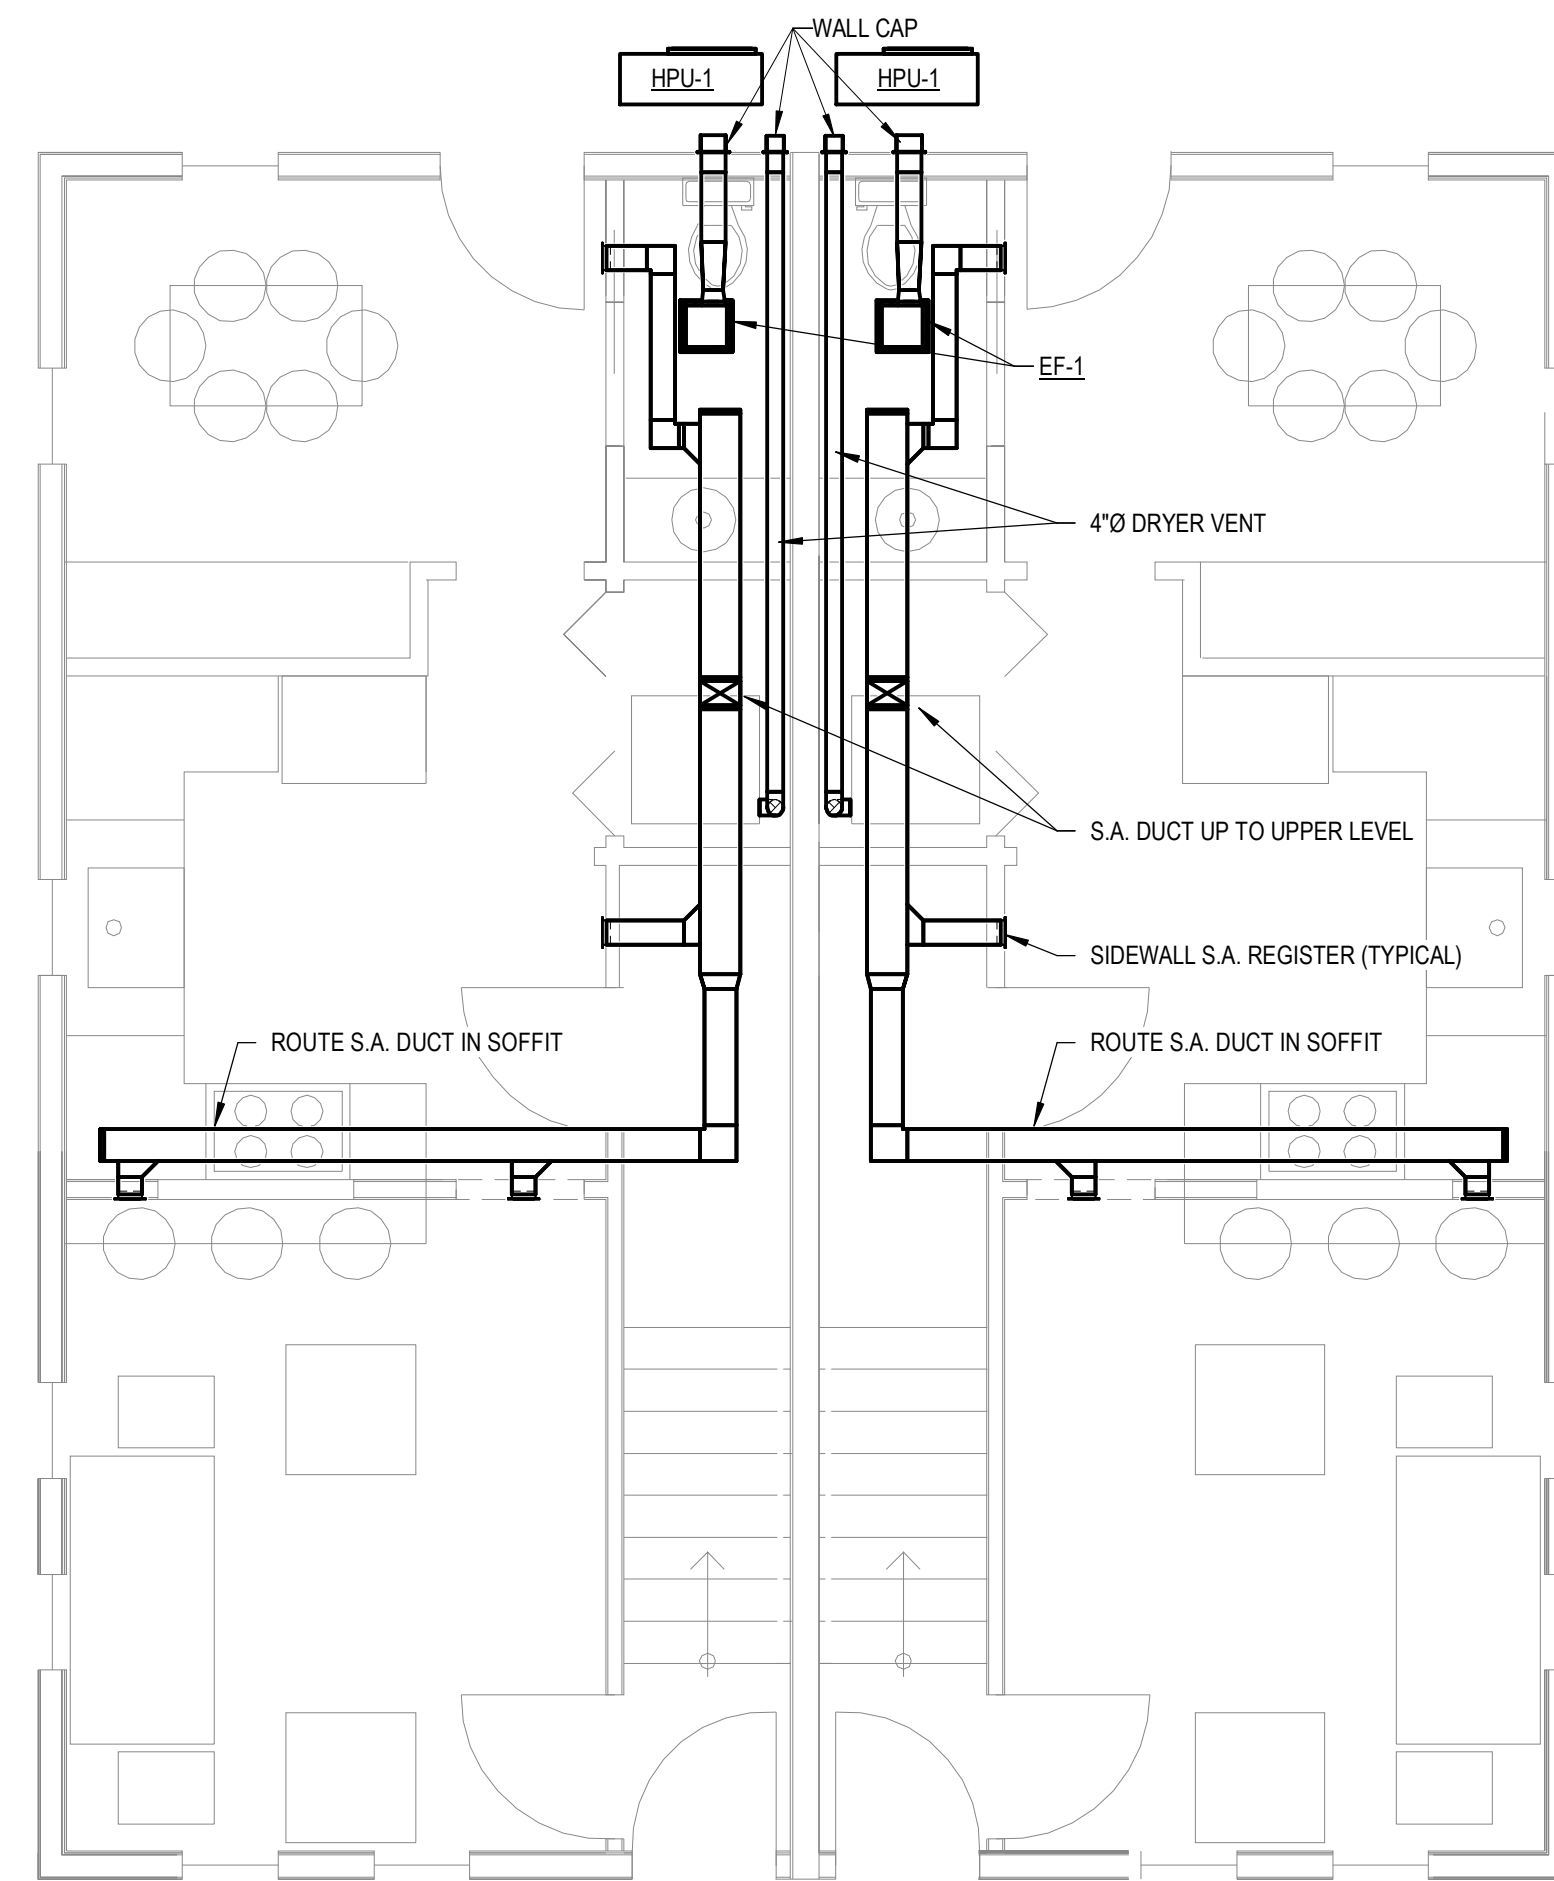 WALL CAP
HPU-1
HPU-1
EF-1
4"Ø DRYER VENT
S.A. DUCT UP TO UPPER LEVEL
SIDEWALL S.A. REGISTER (TYPICAL)
ROUTE S.A. DUCT IN SOFFIT
ROUTE S.A. DUCT IN SOFFIT